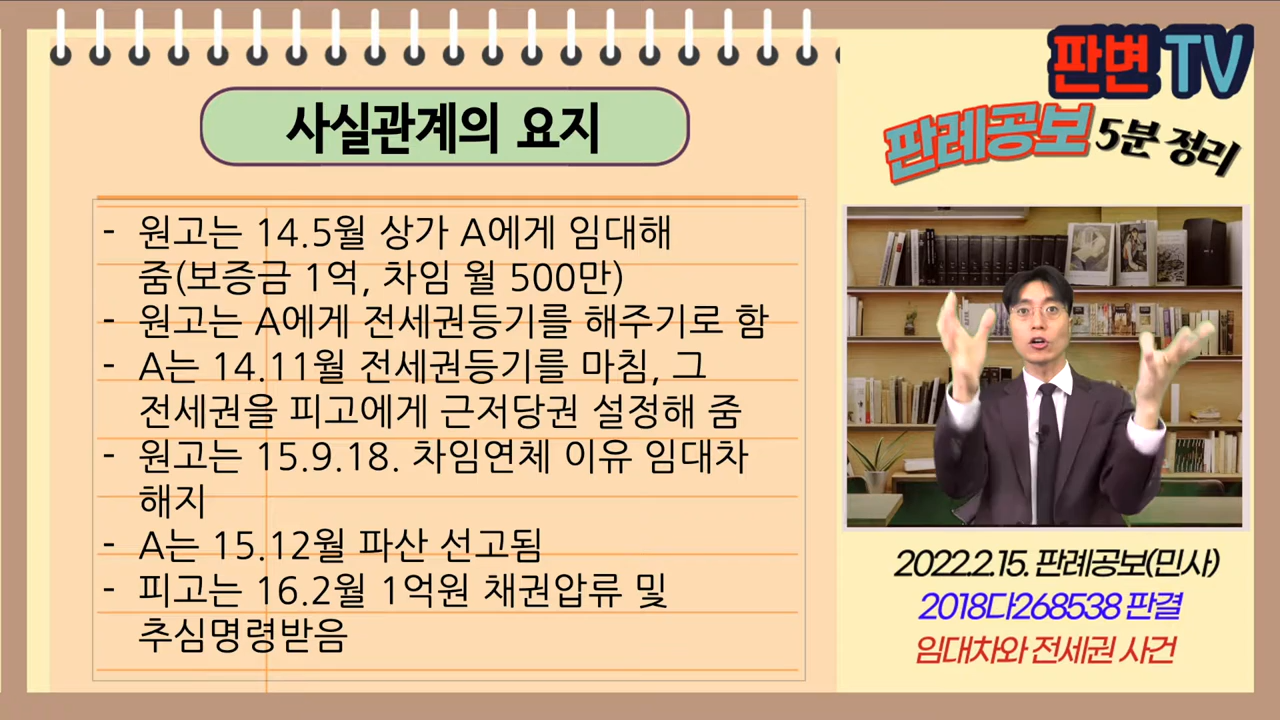 사실관계의 요지
- 원고는 14.5월 상가 A에게 임대해
줌(보증금 1억, 차임 월 500만)
- 원고는 A에게 전세권등기를 해주기로 함
- A는 14.11월 전세권등기를 마침, 그
전세권을 피고에게 근저당권 설정해 줌
- 원고는 15.9.18. 차임연체 이유 임대차
해지
- A는 15.12월 파산 선고됨
- 피고는 16.2월 1억원 채권압류 및
추심명령받음
판변 TV
판례공보 5분 정리
2022.2.15. 판례공보(민사)
2018다268538 판결
임대차와 전세권 사건